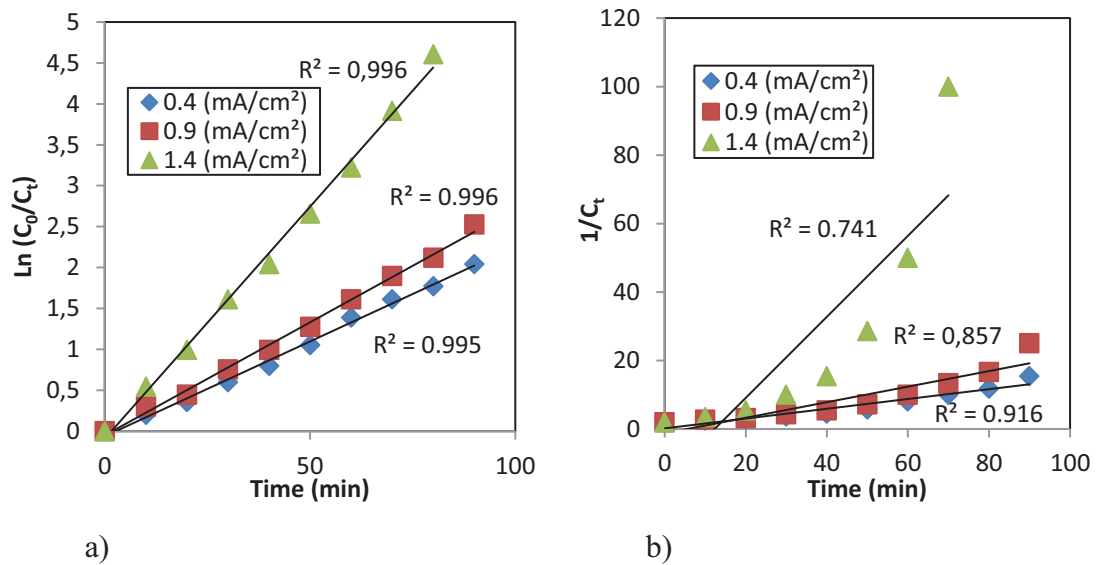 5
4,5
4
3,5
3
2,5
2
1,5
1
0,5
0
Ln (C₀/Cₜ)
R² = 0,996
0.4 (mA/cm²)
0.9 (mA/cm²)
1.4 (mA/cm²)
R² = 0.996
R² = 0.995
0
50
100
Time (min)
a)
120
100
80
60
40
20
0
1/Cₜ
0.4 (mA/cm²)
0.9 (mA/cm²)
1.4 (mA/cm²)
R² = 0.741
R² = 0,857
R² = 0.916
0
20
40
60
80
100
Time (min)
b)